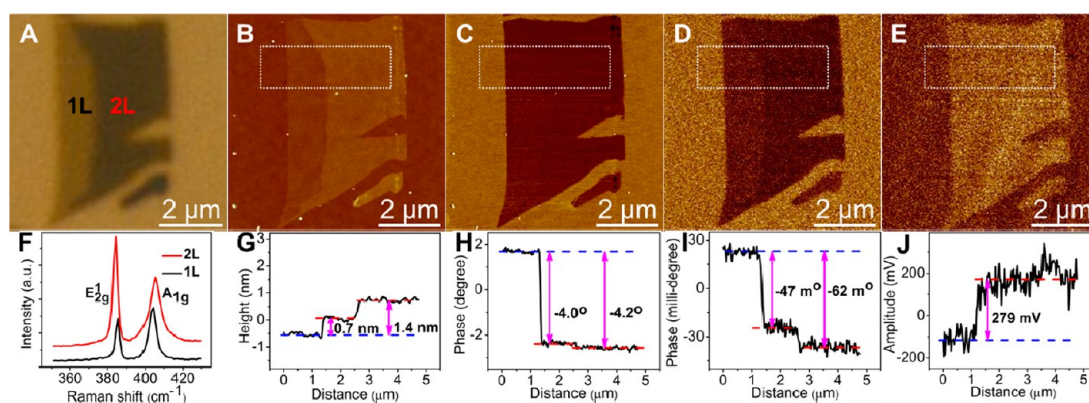 A
B
C
D
E
1L 2L
2 μm
2 μm
2 μm
2 μm
2 μm
F
2L
1L
E¹2g
A1g
Intensity (a.u.)
360 380 400 420
Raman shift (cm-1)
G
3
2
1
0
-1
0.7 nm
1.4 nm
Height (nm)
0 1 2 3 4 5
Distance (μm)
H
2
0
-2
-4.0°
-4.2°
Phase (degree)
0 1 2 3 4 5
Distance (μm)
I
30
0
-30
-47 m°
-62 m°
Phase (milli-degree)
0 1 2 3 4 5
Distance (μm)
J
200
0
-200
279 mV
Amplitude (mV)
0 1 2 3 4 5
Distance (μm)